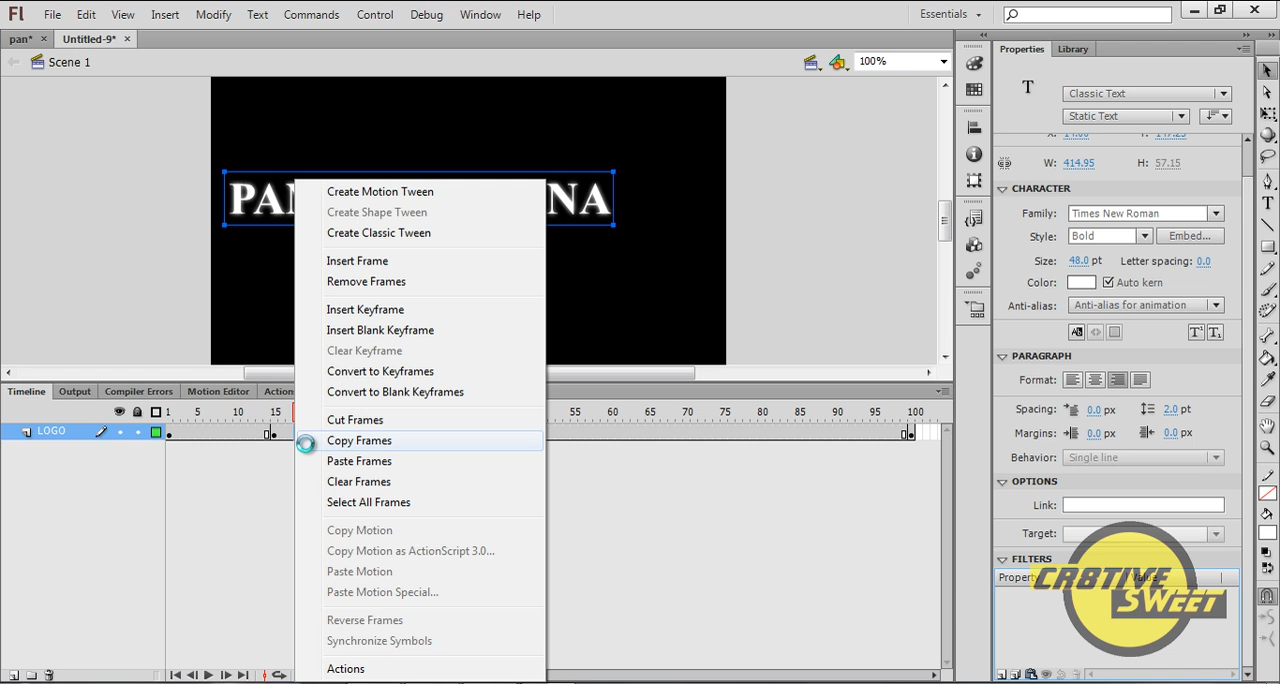 Fl File Edit View Insert Modify Text Commands Control Debug Window Help Essentials
pan* × Untitled-9* × Properties Library
Scene 1 100%
T Classic Text
Static Text
W: 414.95 H: 57.15
CHARACTER
PAN NA
Family: Times New Roman
Style: Bold Embed...
Size: 48.0 pt Letter spacing: 0.0
Color: Auto kern
Anti-alias: Anti-alias for animation
PARAGRAPH
Format:
Spacing: 0.0 px 2.0 pt
Margins: 0.0 px 0.0 px
Behavior: Single line
OPTIONS
Link:
Target:
FILTERS
Property Value
CR8TIVE
SWEET
Create Motion Tween
Create Shape Tween
Create Classic Tween
Insert Frame
Remove Frames
Insert Keyframe
Insert Blank Keyframe
Clear Keyframe
Convert to Keyframes
Convert to Blank Keyframes
Cut Frames
Copy Frames
Paste Frames
Clear Frames
Select All Frames
Copy Motion
Copy Motion as ActionScript 3.0...
Paste Motion
Paste Motion Special...
Reverse Frames
Synchronize Symbols
Actions
Timeline Output Compiler Errors Motion Editor Action
1 5 10 15 55 60 65 70 75 80 85 90 95 100
LOGO